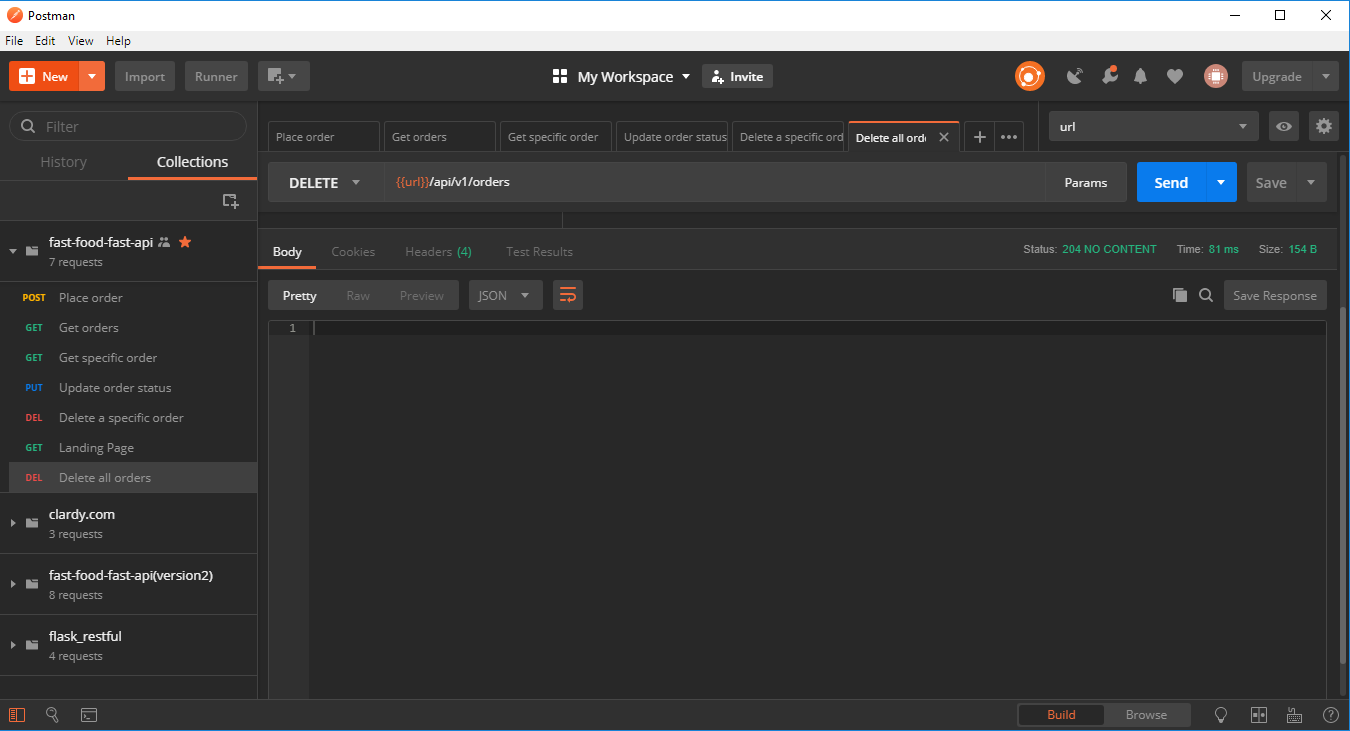 Postman
File Edit View Help
New Import Runner My Workspace Invite Upgrade
Filter
History Collections
fast-food-fast-api
7 requests
POST Place order
GET Get orders
GET Get specific order
PUT Update order status
DEL Delete a specific order
GET Landing Page
DEL Delete all orders
clardy.com
3 requests
fast-food-fast-api(version2)
8 requests
flask_restful
4 requests
Place order Get orders Get specific order Update order status Delete a specific ord Delete all ord
url
DELETE {{url}}/api/v1/orders Params Send Save
Body Cookies Headers (4) Test Results Status: 204 NO CONTENT Time: 81 ms Size: 154 B
Pretty Raw Preview JSON Save Response
1
Build Browse